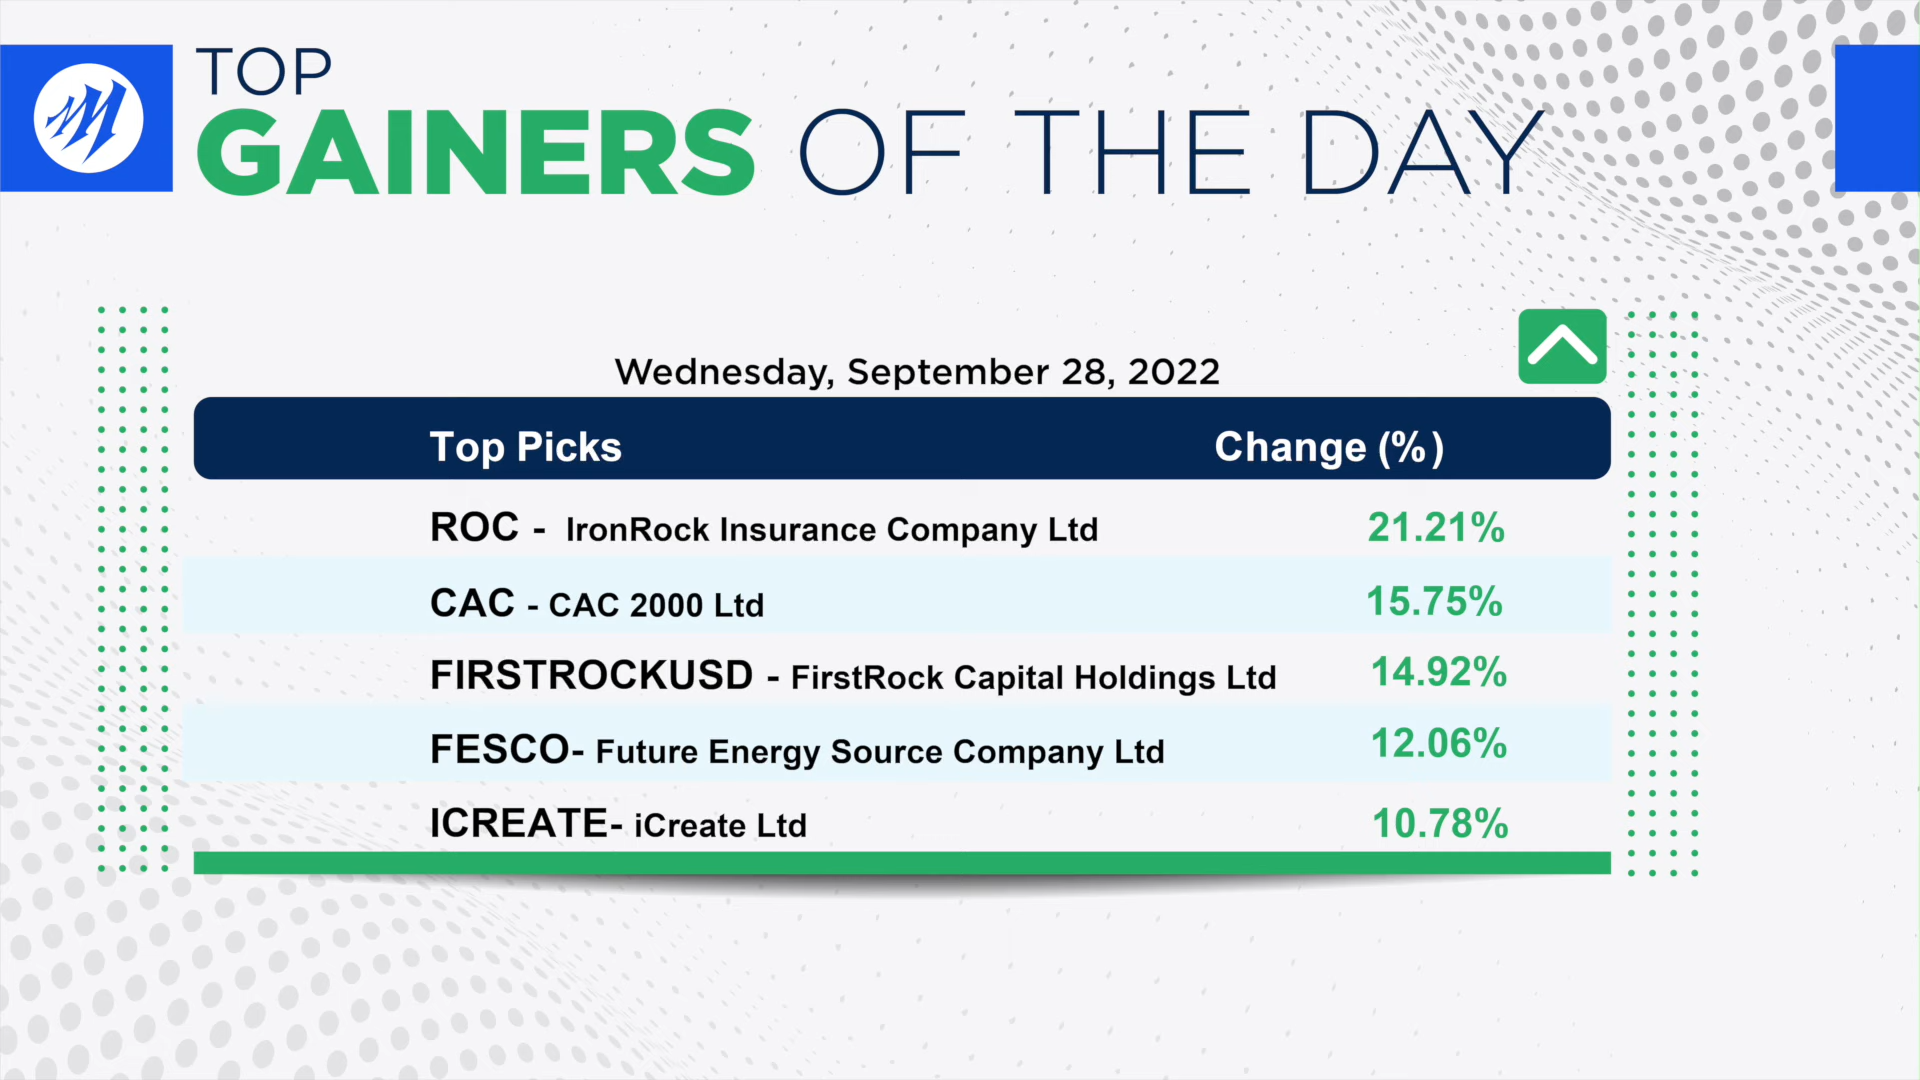 TOP
GAINERS OF THE DAY
Wednesday, September 28, 2022
Top Picks Change (%)
ROC - IronRock Insurance Company Ltd 21.21%
CAC - CAC 2000 Ltd 15.75%
FIRSTROCKUSD - FirstRock Capital Holdings Ltd 14.92%
FESCO- Future Energy Source Company Ltd 12.06%
ICREATE- iCreate Ltd 10.78%